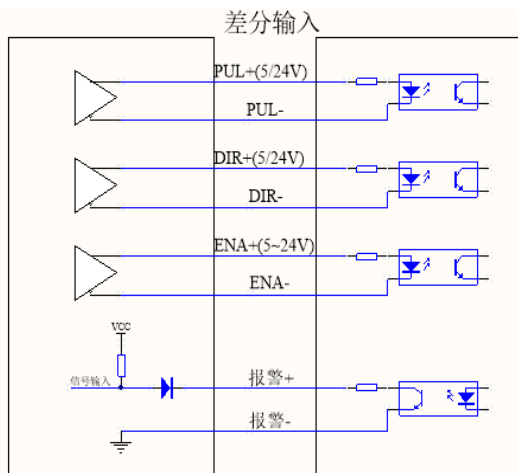 差分输入
PUL+(5/24V)
PUL-
DIR+(5/24V)
DIR-
ENA+(5~24V)
ENA-
VCC
信号输入
报警+
报警-